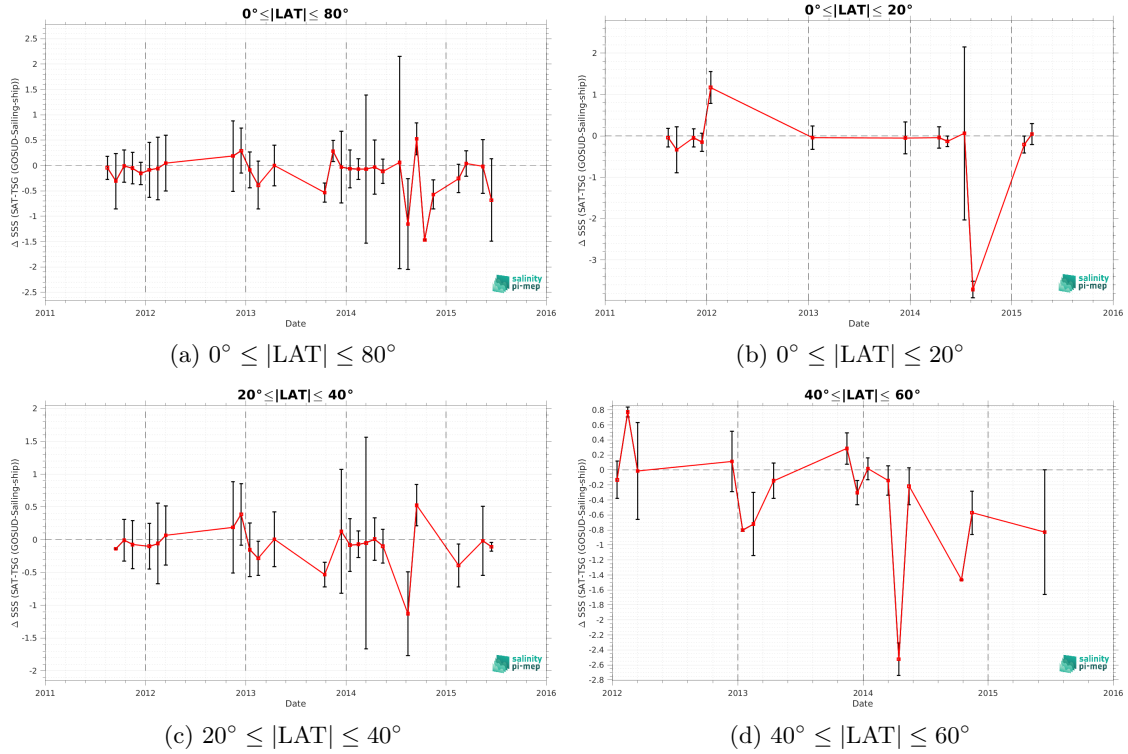 0°≤|LAT|≤ 80°
Δ SSS (SAT-TSG (GOSUD-Sailing-ship))
2.5
2
1.5
1
0.5
0
-0.5
-1
-1.5
-2
-2.5
2011 2012 2013 2014 2015 2016
Date
salinity
pi-mep
(a) 0° ≤ |LAT| ≤ 80°
0°≤|LAT|≤ 20°
Δ SSS (SAT-TSG (GOSUD-Sailing-ship))
2
1
0
-1
-2
-3
2011 2012 2013 2014 2015 2016
Date
salinity
pi-mep
(b) 0° ≤ |LAT| ≤ 20°
20°≤|LAT|≤ 40°
Δ SSS (SAT-TSG (GOSUD-Sailing-ship))
2
1.5
1
0.5
0
-0.5
-1
-1.5
-2
2011 2012 2013 2014 2015 2016
Date
salinity
pi-mep
(c) 20° ≤ |LAT| ≤ 40°
40°≤|LAT|≤ 60°
Δ SSS (SAT-TSG (GOSUD-Sailing-ship))
0.8
0.6
0.4
0.2
0
-0.2
-0.4
-0.6
-0.8
-1
-1.2
-1.4
-1.6
-1.8
-2
-2.2
-2.4
-2.6
-2.8
2012 2013 2014 2015 2016
Date
salinity
pi-mep
(d) 40° ≤ |LAT| ≤ 60°